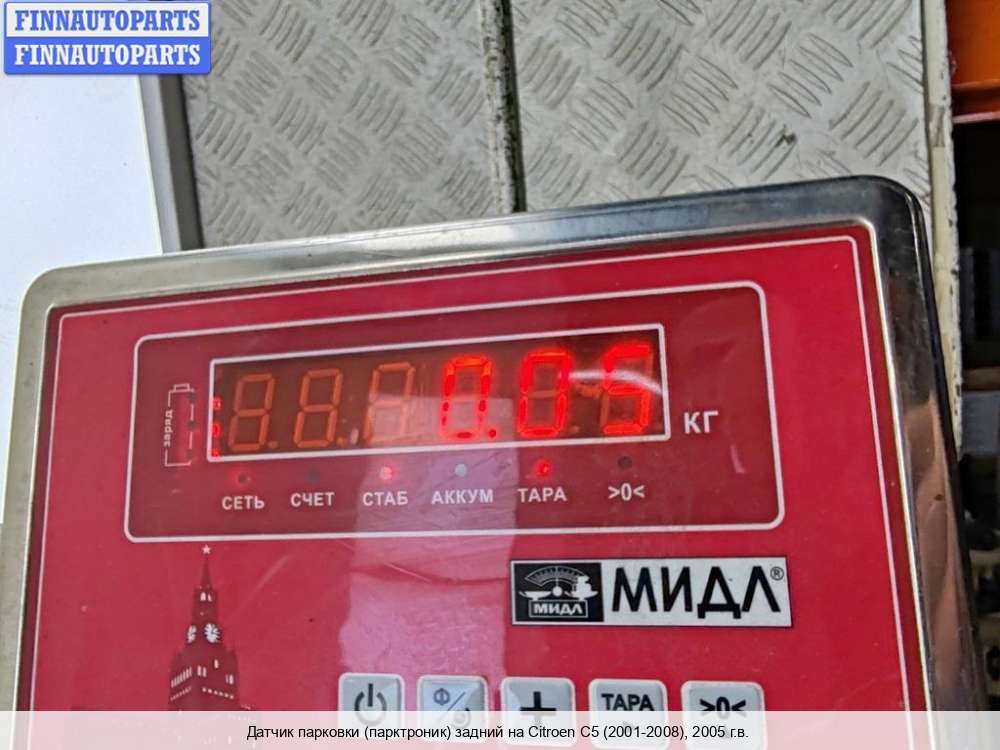 FINNAUTOPARTS
FINNAUTOPARTS
заряд
0.05
КГ
СЕТЬ СЧЕТ СТАБ АККУМ ТАРА >0<
МИДЛ МИДЛ®
Ф + ТАРА >0<
Датчик парковки (парктроник) задний на Citroen C5 (2001-2008), 2005 г.в.